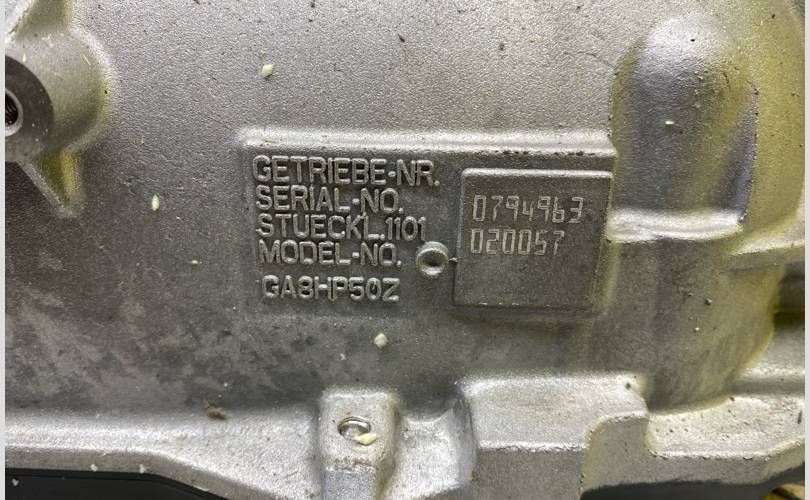 GETRIEBE-NR.
SERIAL-NO.
STUECKL.1101
MODEL-NO.
GA8HP50Z
0794963
020057